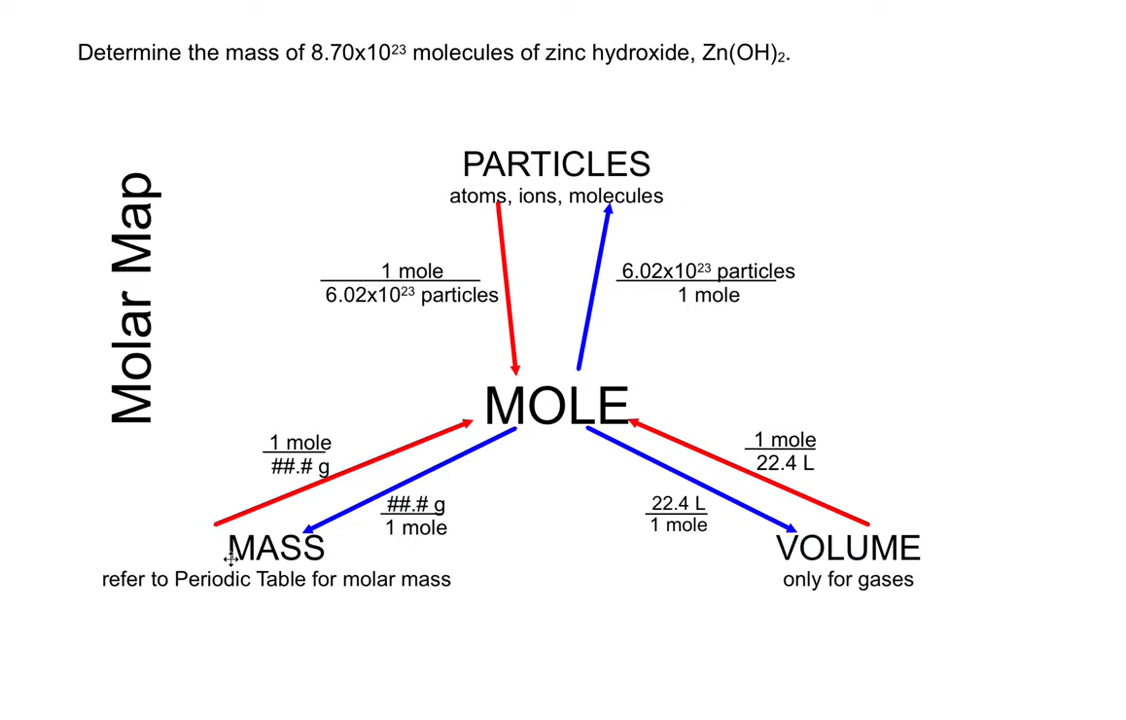 Determine the mass of 8.70x10²³ molecules of zinc hydroxide, Zn(OH)₂.
Molar Map
PARTICLES
atoms, ions, molecules
1 mole
6.02x10²³ particles
6.02x10²³ particles
1 mole
MOLE
1 mole
##.# g
##.# g
1 mole
22.4 L
1 mole
1 mole
22.4 L
MASS
refer to Periodic Table for molar mass
VOLUME
only for gases